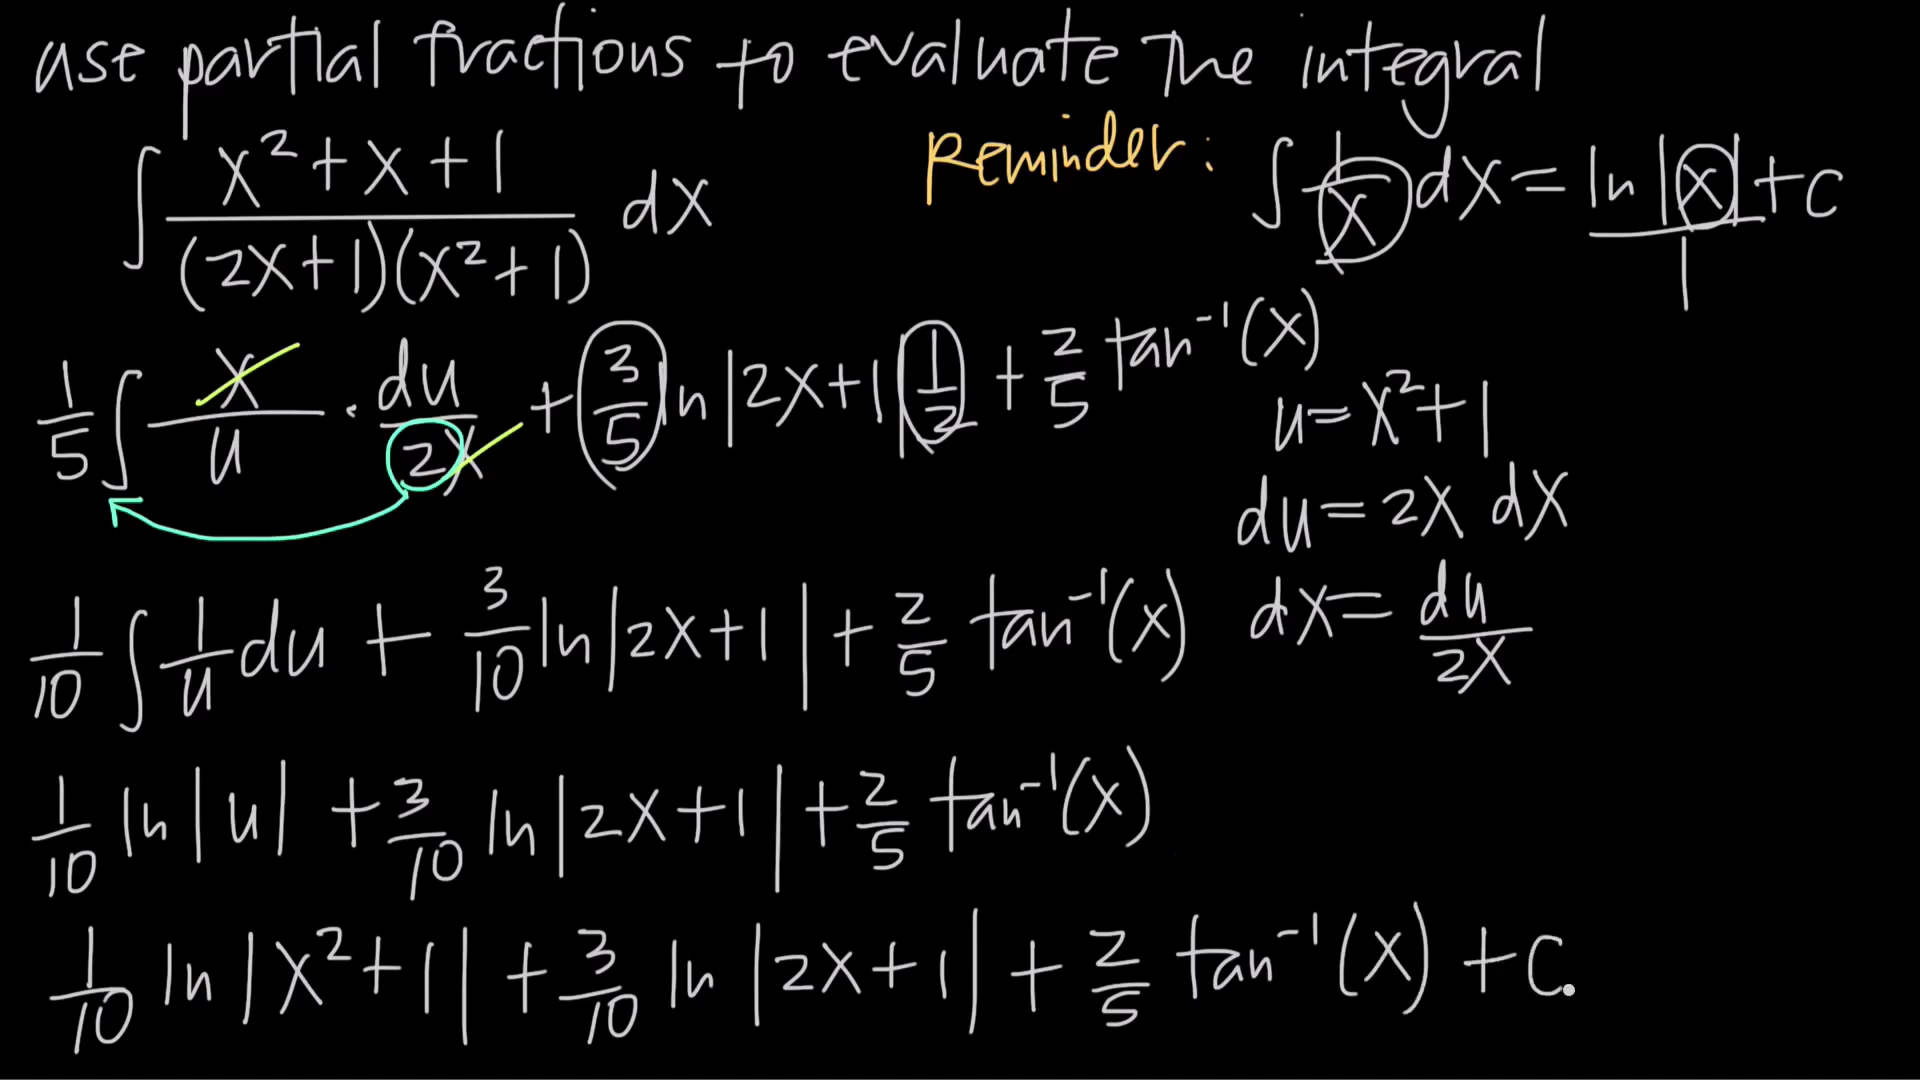 use partial fractions to evaluate the integral
∫ (x² + x + 1)/((2x+1)(x²+1)) dx
Reminder: ∫ 1/x dx = ln|x|/1 + c
1/5 ∫ x/u · du/2x + 3/5 ln|2x+1| 1/2 + 2/5 tan⁻¹(x)
u = x²+1
du = 2x dx
1/10 ∫ 1/u du + 3/10 ln|2x+1| + 2/5 tan⁻¹(x)
dx = du/2x
1/10 ln|u| + 3/10 ln|2x+1| + 2/5 tan⁻¹(x)
1/10 ln|x²+1| + 3/10 ln|2x+1| + 2/5 tan⁻¹(x) + C.